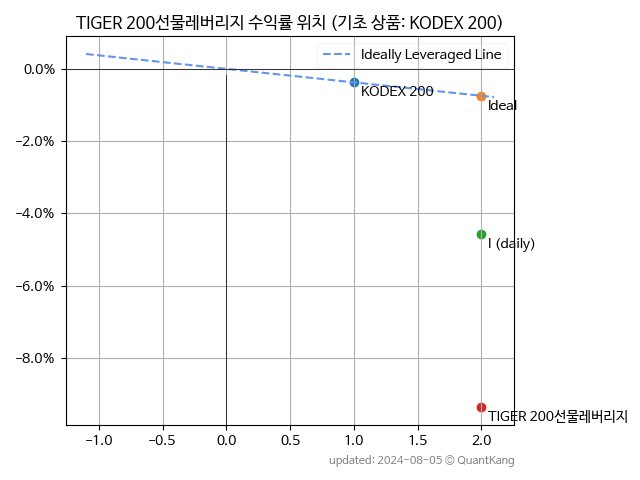 TIGER 200선물레버리지 수익률 위치 (기초 상품: KODEX 200)
Ideally Leveraged Line
0.0%
KODEX 200
Ideal
−2.0%
−4.0%
I (daily)
−6.0%
−8.0%
TIGER 200선물레버리지
−1.0 −0.5 0.0 0.5 1.0 1.5 2.0
updated: 2024-08-05 © QuantKang